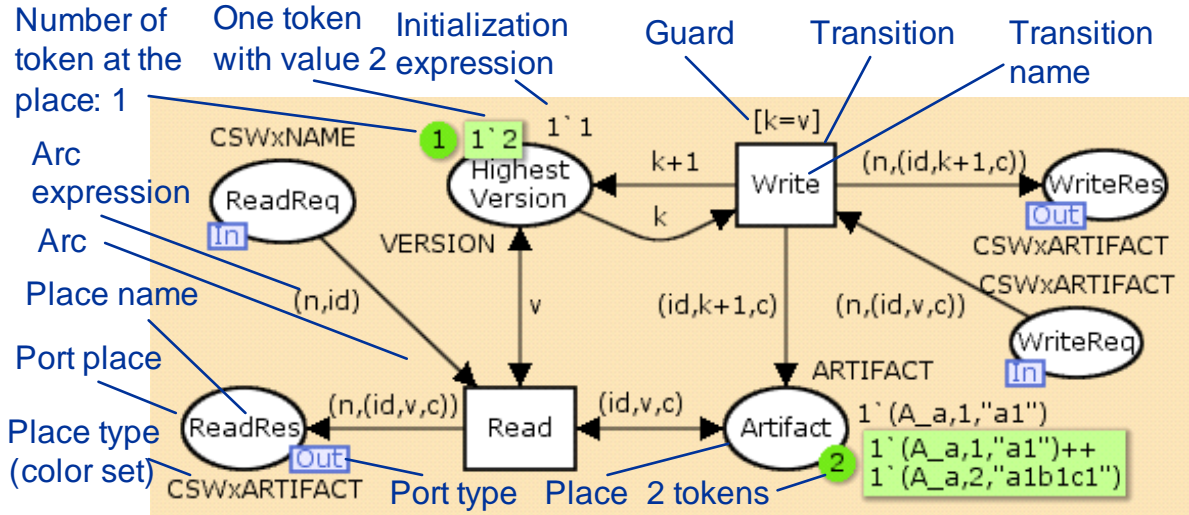 Number of
token at the
place: 1
One token
with value 2
Initialization
expression
Guard
Transition
Transition
name
CSWxNAME
1
1`2
1`1
[k=v]
Arc
expression
ReadReq
In
Highest
Version
k+1
Write
(n,(id,k+1,c))
WriteRes
Out
k
VERSION
CSWxARTIFACT
Arc
CSWxARTIFACT
Place name
(n,id)
v
(id,k+1,c)
(n,(id,v,c))
WriteReq
In
Port place
ARTIFACT
(n,(id,v,c))
(id,v,c)
1`(A_a,1,"a1")
Place type
(color set)
ReadRes
Out
Read
Artifact
2
1`(A_a,1,"a1")++
1`(A_a,2,"a1b1c1")
CSWxARTIFACT
Port type
Place
2 tokens